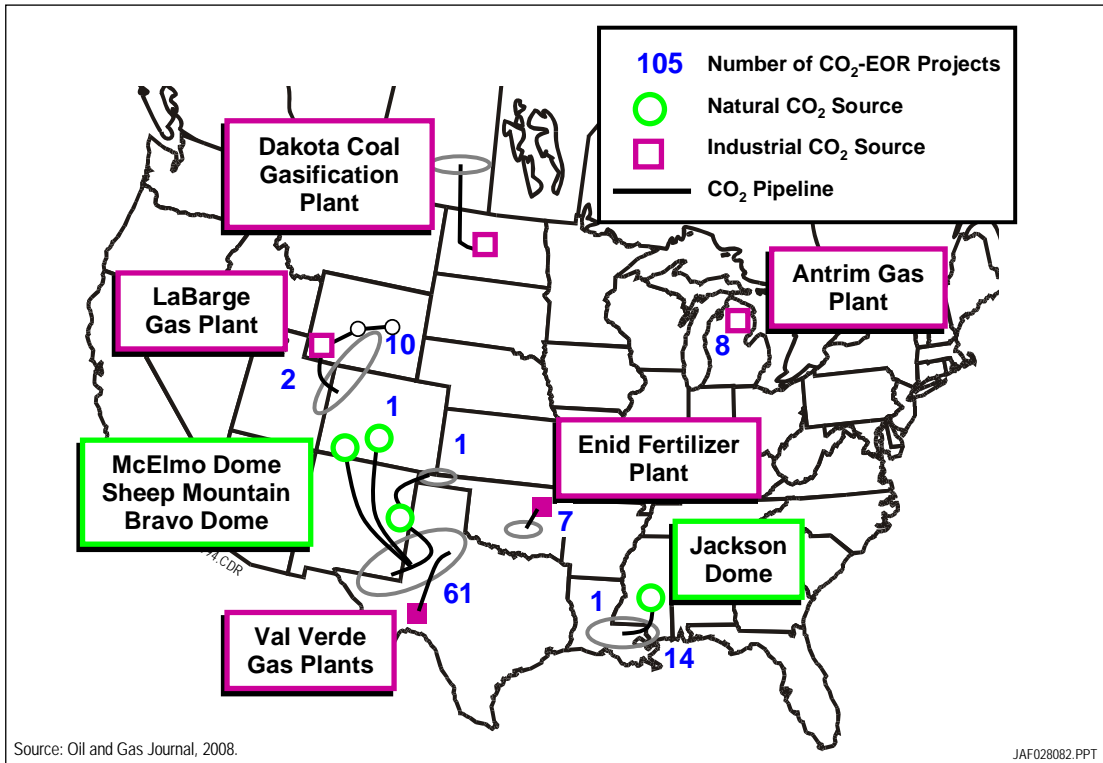 105 Number of CO₂-EOR Projects
Natural CO₂ Source
Industrial CO₂ Source
CO₂ Pipeline
Dakota Coal
Gasification
Plant
Antrim Gas
Plant
LaBarge
Gas Plant
10
8
2
1
1
McElmo Dome
Sheep Mountain
Bravo Dome
Enid Fertilizer
Plant
7
Jackson
Dome
61
1
Val Verde
Gas Plants
14
Source: Oil and Gas Journal, 2008.
JAF028082.PPT